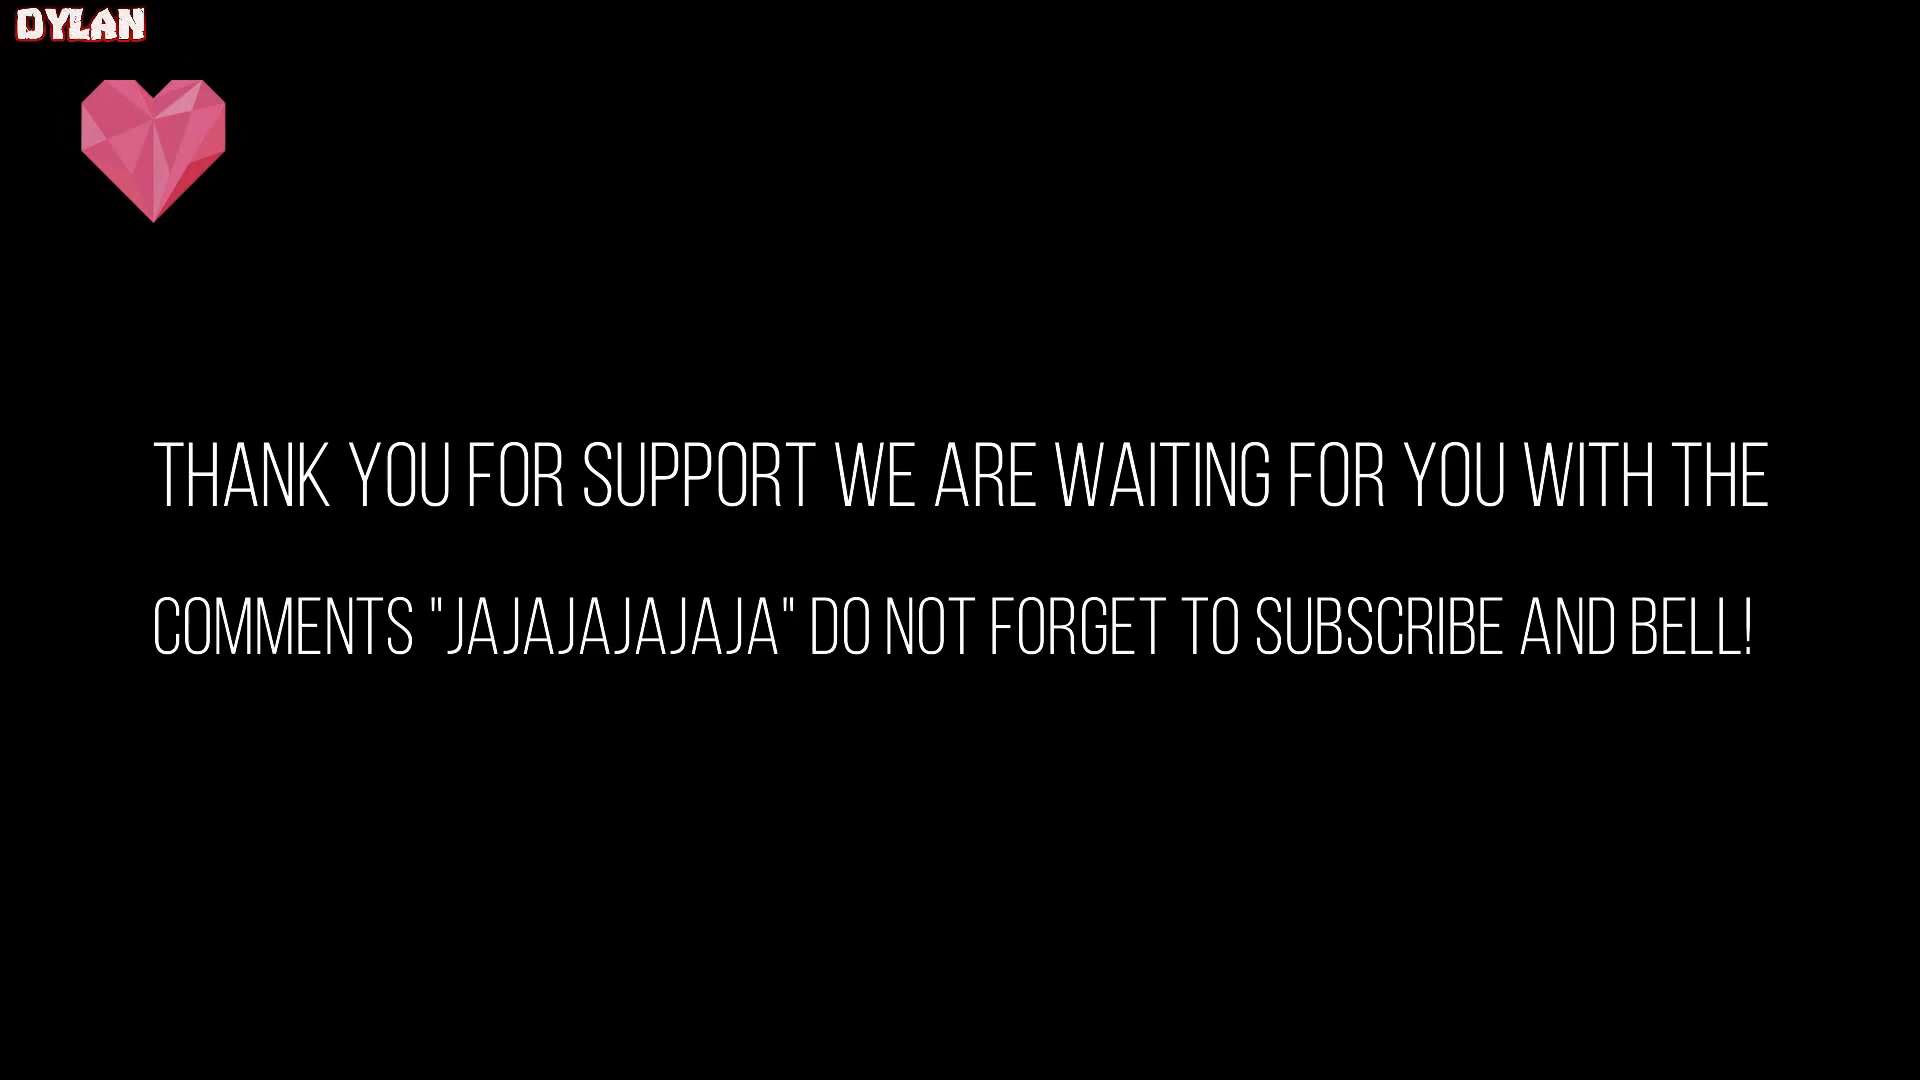 DYLAN
THANK YOU FOR SUPPORT WE ARE WAITING FOR YOU WITH THE
COMMENTS "JAJAJAJAJAJA" DO NOT FORGET TO SUBSCRIBE AND BELL!